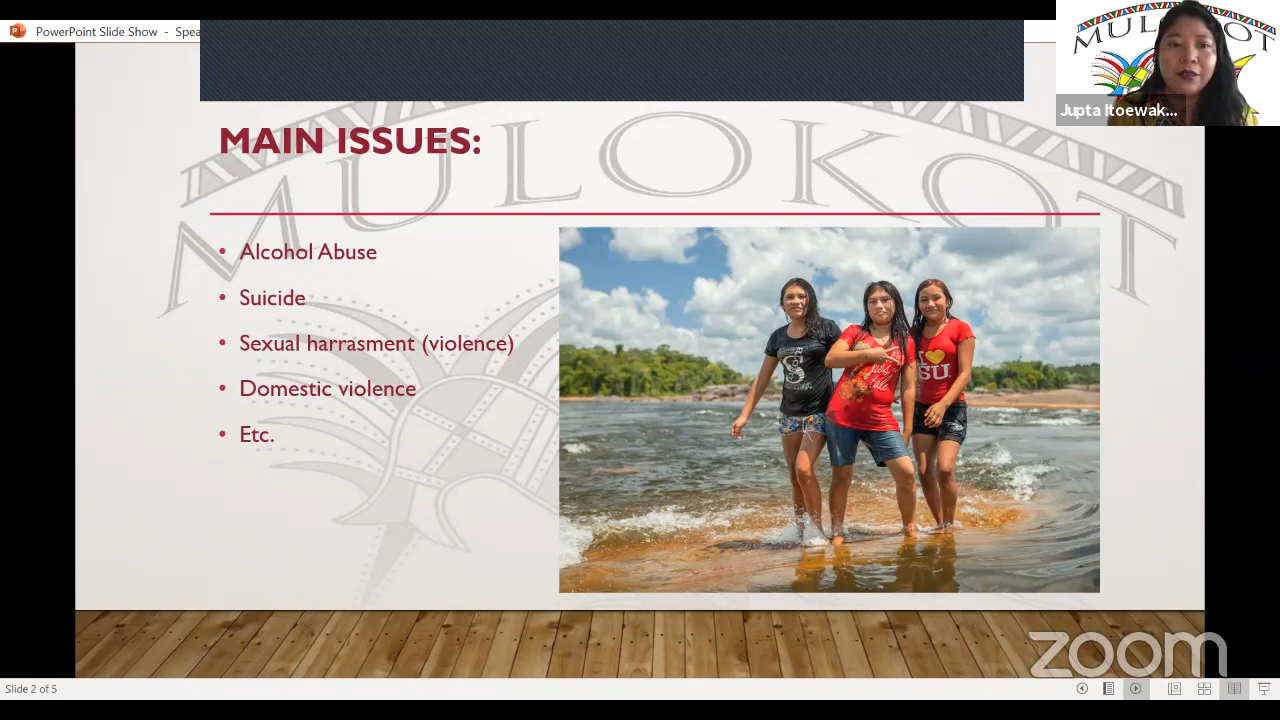 PowerPoint Slide Show - Spea
MULOKOT
Jupta Itoewak...
MAIN ISSUES:
MULOKOT
• Alcohol Abuse
• Suicide
• Sexual harrasment (violence)
• Domestic violence
• Etc.
S
I
SU
tale
zoom
Slide 2 of 5